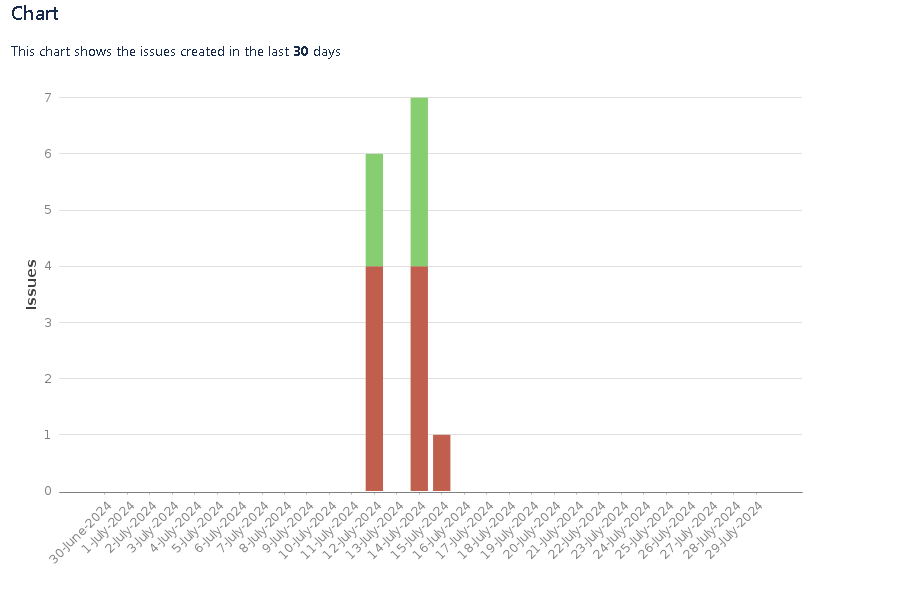 Chart
This chart shows the issues created in the last 30 days
7
6
5
4
3
2
1
0
Issues
30-June-2024
1-July-2024
2-July-2024
3-July-2024
4-July-2024
5-July-2024
6-July-2024
7-July-2024
8-July-2024
9-July-2024
10-July-2024
11-July-2024
12-July-2024
13-July-2024
14-July-2024
15-July-2024
16-July-2024
17-July-2024
18-July-2024
19-July-2024
20-July-2024
21-July-2024
22-July-2024
23-July-2024
24-July-2024
25-July-2024
26-July-2024
27-July-2024
28-July-2024
29-July-2024